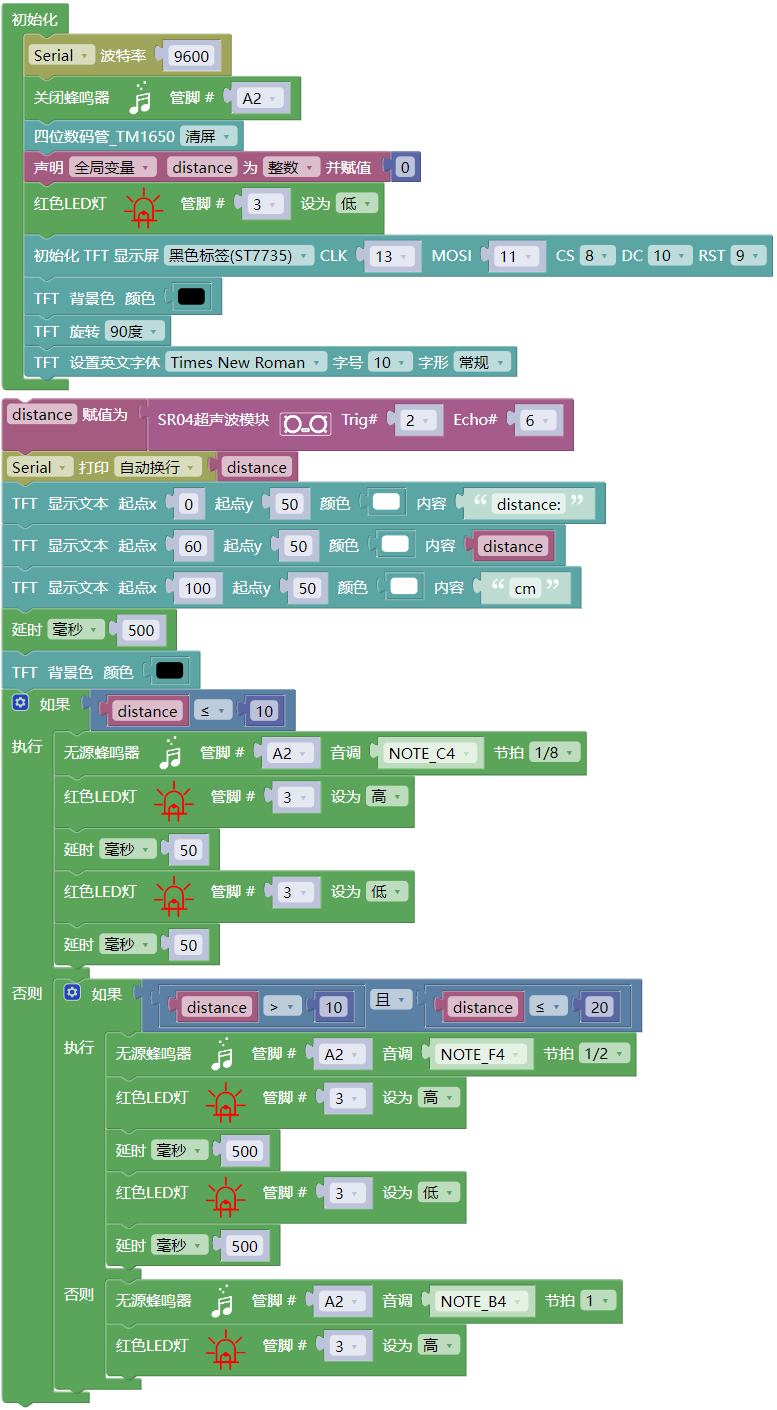 初始化
Serial 波特率 9600
关闭蜂鸣器 管脚 # A2
四位数码管_TM1650 清屏
声明 全局变量 distance 为 整数 并赋值 0
红色LED灯 管脚 # 3 设为 低
初始化 TFT 显示屏 黑色标签(ST7735) CLK 13 MOSI 11 CS 8 DC 10 RST 9
TFT 背景色 颜色
TFT 旋转 90度
TFT 设置英文字体 Times New Roman 字号 10 字形 常规
distance 赋值为 SR04超声波模块 Trig# 2 Echo# 6
Serial 打印 自动换行 distance
TFT 显示文本 起点x 0 起点y 50 颜色 内容 “ distance: ”
TFT 显示文本 起点x 60 起点y 50 颜色 内容 distance
TFT 显示文本 起点x 100 起点y 50 颜色 内容 “ cm ”
延时 毫秒 500
TFT 背景色 颜色
如果 distance ≤ 10
执行 无源蜂鸣器 管脚 # A2 音调 NOTE_C4 节拍 1/8
红色LED灯 管脚 # 3 设为 高
延时 毫秒 50
红色LED灯 管脚 # 3 设为 低
延时 毫秒 50
否则 如果 distance > 10 且 distance ≤ 20
执行 无源蜂鸣器 管脚 # A2 音调 NOTE_F4 节拍 1/2
红色LED灯 管脚 # 3 设为 高
延时 毫秒 500
红色LED灯 管脚 # 3 设为 低
延时 毫秒 500
否则 无源蜂鸣器 管脚 # A2 音调 NOTE_B4 节拍 1
红色LED灯 管脚 # 3 设为 高